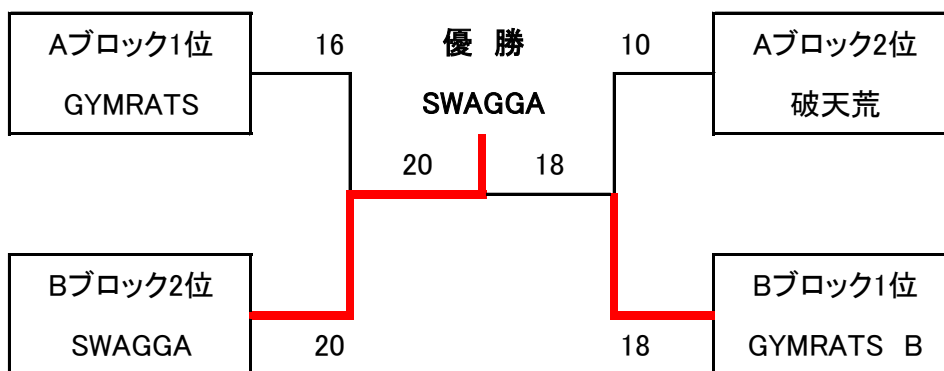 Aブロック1位
GYMRATS
16
優 勝
SWAGGA
10
Aブロック2位
破天荒
20
18
Bブロック2位
SWAGGA
20
18
Bブロック1位
GYMRATS B